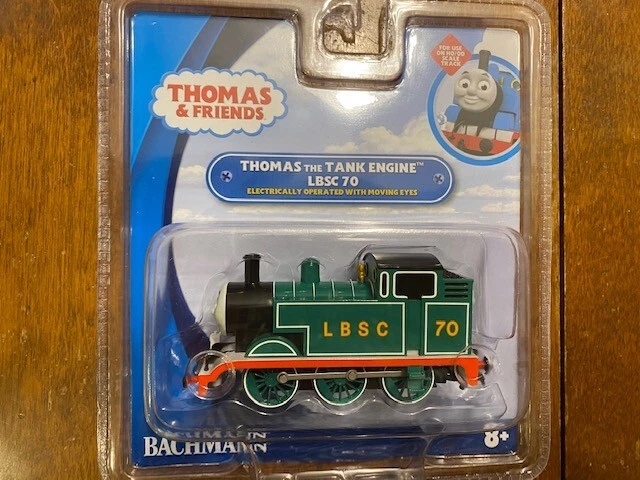 THOMAS
& FRIENDS
FOR USE
ON HO/OO
SCALE
TRACK
THOMAS THE TANK ENGINE™
LBSC 70
ELECTRICALLY OPERATED WITH MOVING EYES
LBSC 70
BACHMANN
BACHMANN
8+